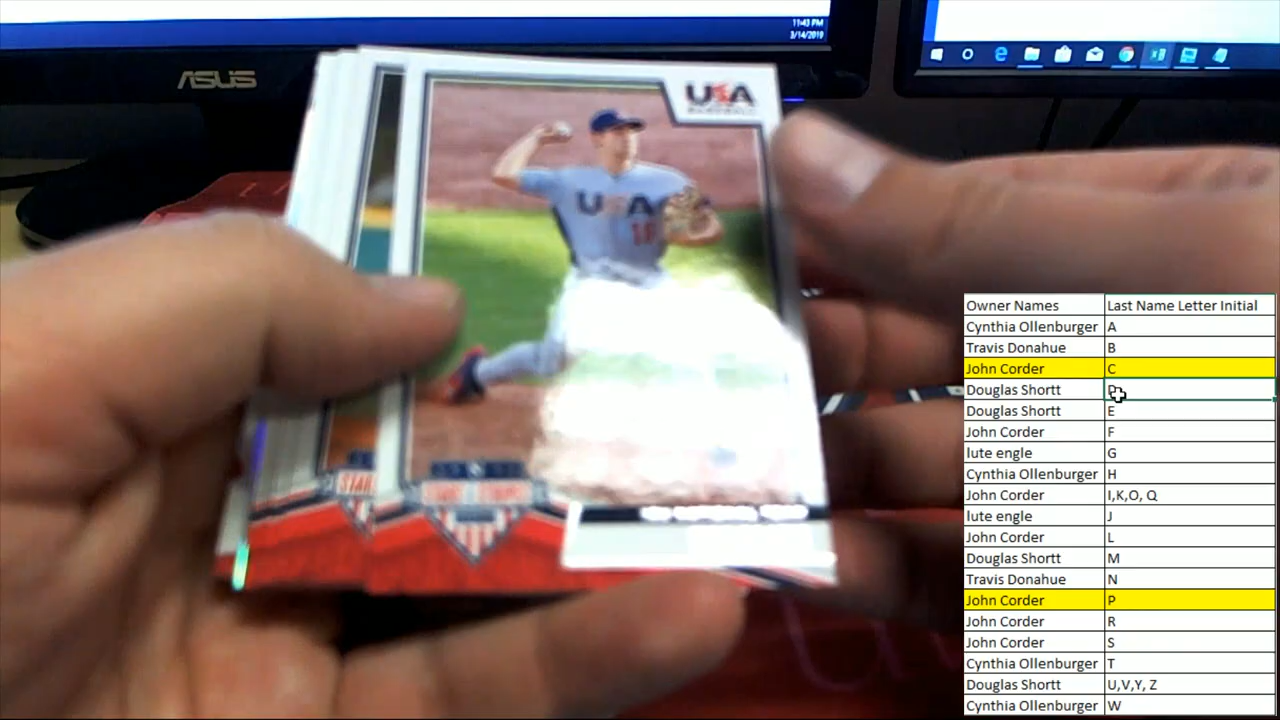 11:43 PM
3/14/2019
ASUS
USA
BASEBALL
USA
STAR
Owner Names Last Name Letter Initial
Cynthia Ollenburger A
Travis Donahue B
John Corder C
Douglas Shortt D
Douglas Shortt E
John Corder F
lute engle G
Cynthia Ollenburger H
John Corder I,K,O, Q
lute engle J
John Corder L
Douglas Shortt M
Travis Donahue N
John Corder P
John Corder R
John Corder S
Cynthia Ollenburger T
Douglas Shortt U,V,Y, Z
Cynthia Ollenburger W